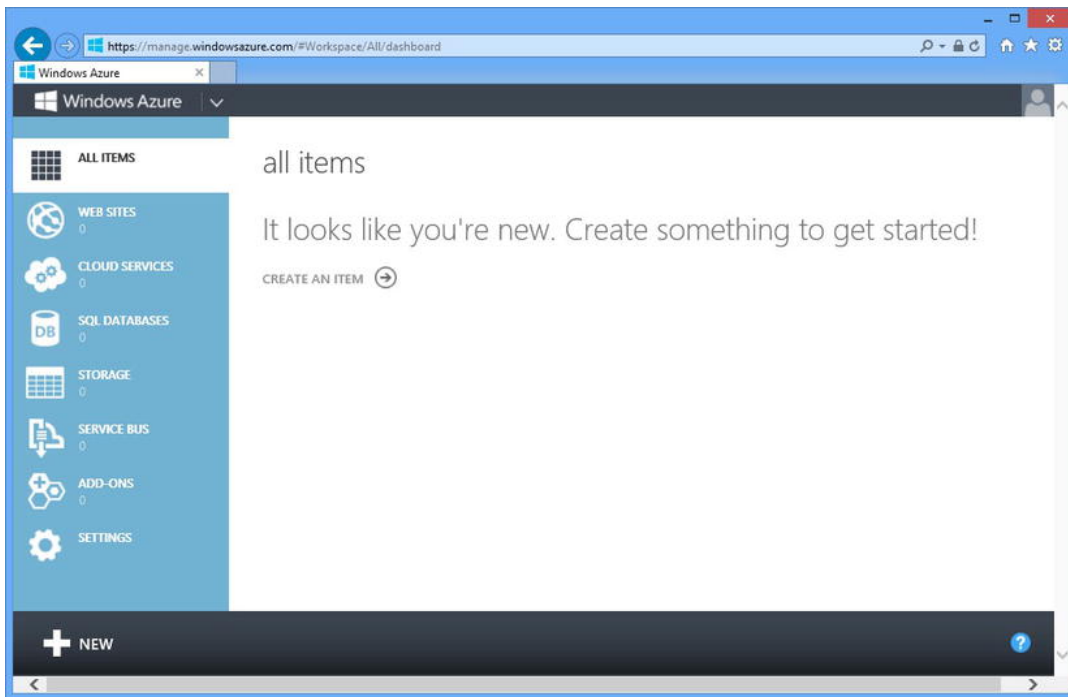 https://manage.windowsazure.com/#Workspace/All/dashboard
Windows Azure
Windows Azure
ALL ITEMS
WEB SITES
0
CLOUD SERVICES
0
SQL DATABASES
0
DB
STORAGE
0
SERVICE BUS
0
ADD-ONS
0
SETTINGS
all items
It looks like you're new. Create something to get started!
CREATE AN ITEM
NEW
?